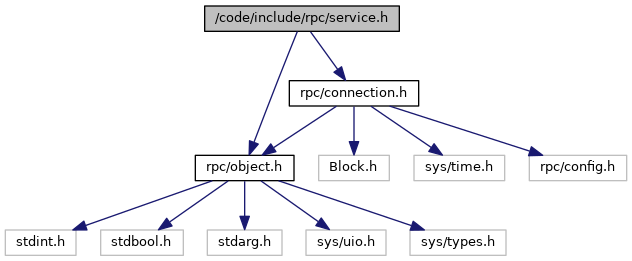 /code/include/rpc/service.h
rpc/connection.h
rpc/object.h
Block.h
sys/time.h
rpc/config.h
stdint.h
stdbool.h
stdarg.h
sys/uio.h
sys/types.h